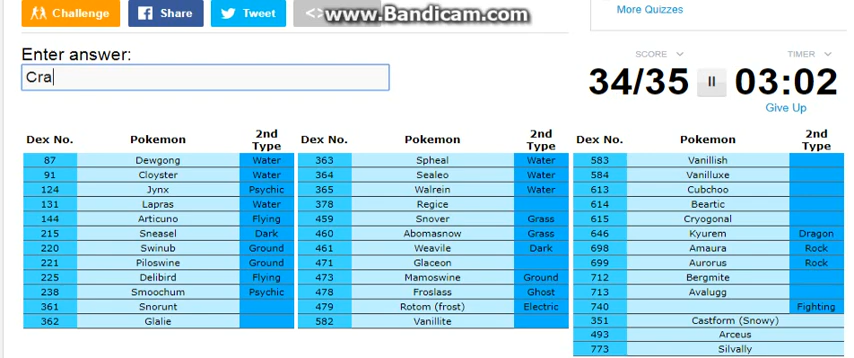 www.Bandicam.com
More Quizzes
Challenge Share Tweet <>
Enter answer:
Cra
SCORE TIMER
34/35 03:02
Give Up
Dex No. Pokemon 2nd Type Dex No. Pokemon 2nd Type Dex No. Pokemon 2nd Type
87 Dewgong Water 363 Spheal Water 583 Vanillish
91 Cloyster Water 364 Sealeo Water 584 Vanilluxe
124 Jynx Psychic 365 Walrein Water 613 Cubchoo
131 Lapras Water 378 Regice 614 Beartic
144 Articuno Flying 459 Snover Grass 615 Cryogonal
215 Sneasel Dark 460 Abomasnow Grass 646 Kyurem Dragon
220 Swinub Ground 461 Weavile Dark 698 Amaura Rock
221 Piloswine Ground 471 Glaceon 699 Aurorus Rock
225 Delibird Flying 473 Mamoswine Ground 712 Bergmite
238 Smoochum Psychic 478 Froslass Ghost 713 Avalugg
361 Snorunt 479 Rotom (frost) Electric 740 Fighting
362 Glalie 582 Vanillite 351 Castform (Snowy)
493 Arceus
773 Silvally